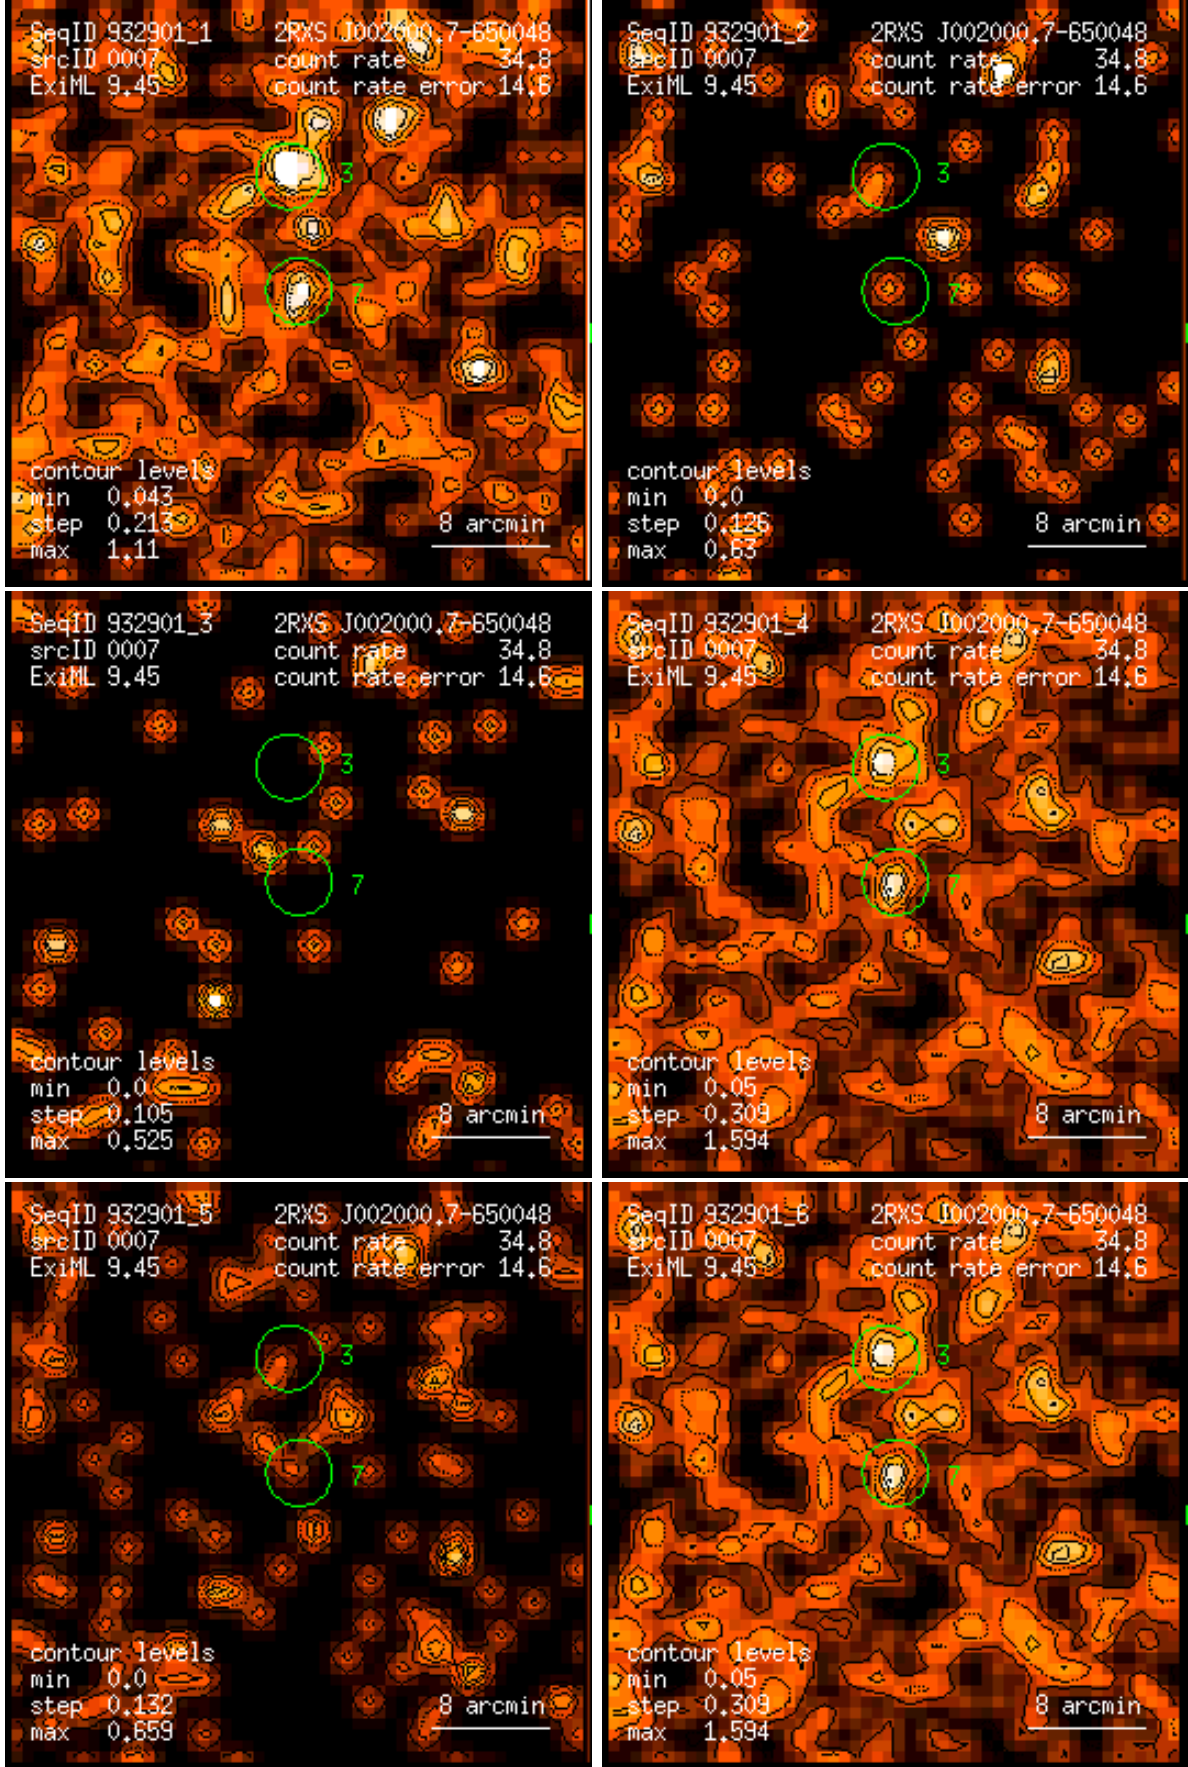 SeqID 932901_1 2RXS J002000.7-650048
srcID 0007 count rate 34.8
ExiML 9.45 count rate error 14.6
3
7
contour levels
min 0.043
step 0.213
max 1.11
8 arcmin
SeqID 932901_2 2RXS J002000.7-650048
srcID 0007 count rate 34.8
ExiML 9.45 count rate error 14.6
3
7
contour levels
min 0.0
step 0.126
max 0.63
8 arcmin
SeqID 932901_3 2RXS J002000.7-650048
srcID 0007 count rate 34.8
ExiML 9.45 count rate error 14.6
3
7
contour levels
min 0.0
step 0.105
max 0.525
8 arcmin
SeqID 932901_4 2RXS J002000.7-650048
srcID 0007 count rate 34.8
ExiML 9.45 count rate error 14.6
3
7
contour levels
min 0.05
step 0.309
max 1.594
8 arcmin
SeqID 932901_5 2RXS J002000.7-650048
srcID 0007 count rate 34.8
ExiML 9.45 count rate error 14.6
3
7
contour levels
min 0.0
step 0.132
max 0.659
8 arcmin
SeqID 932901_6 2RXS J002000.7-650048
srcID 0007 count rate 34.8
ExiML 9.45 count rate error 14.6
3
7
contour levels
min 0.05
step 0.309
max 1.594
8 arcmin